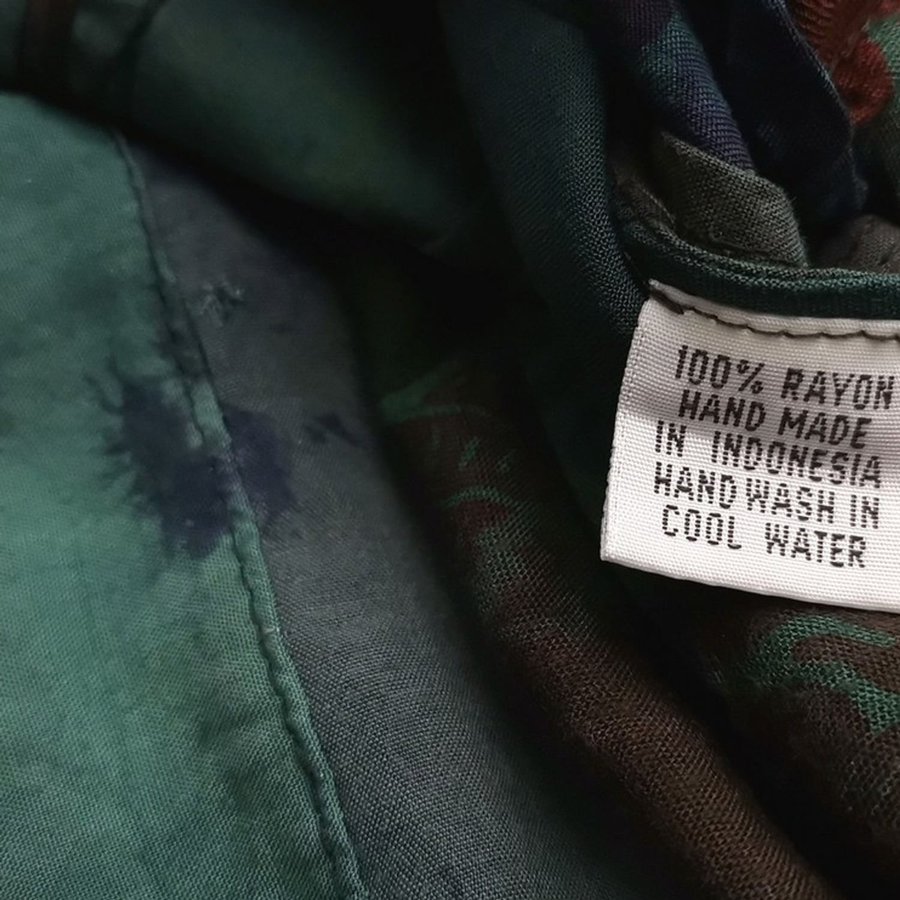 100% RAYON
HAND MADE
IN INDONESIA
HAND WASH IN
COOL WATER